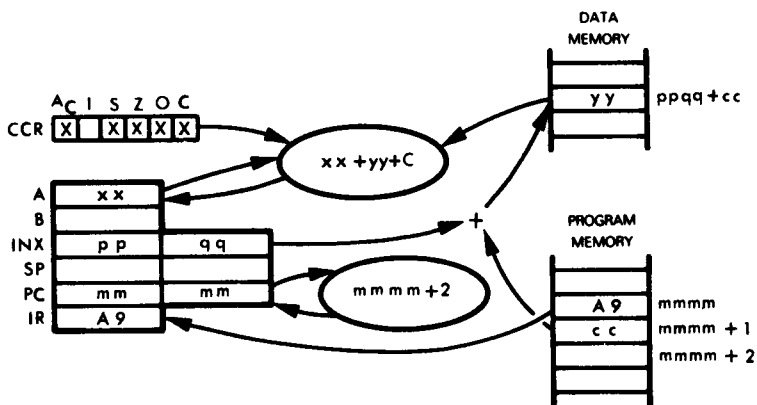 DATA
MEMORY
AC I S Z O C
CCR X X X X X
yy ppqq+cc
xx+yy+C
A xx
B
INX pp qq
SP
PC mm mm
IR A9
+
mmmm+2
PROGRAM
MEMORY
A9 mmmm
cc mmmm + 1
mmmm + 2